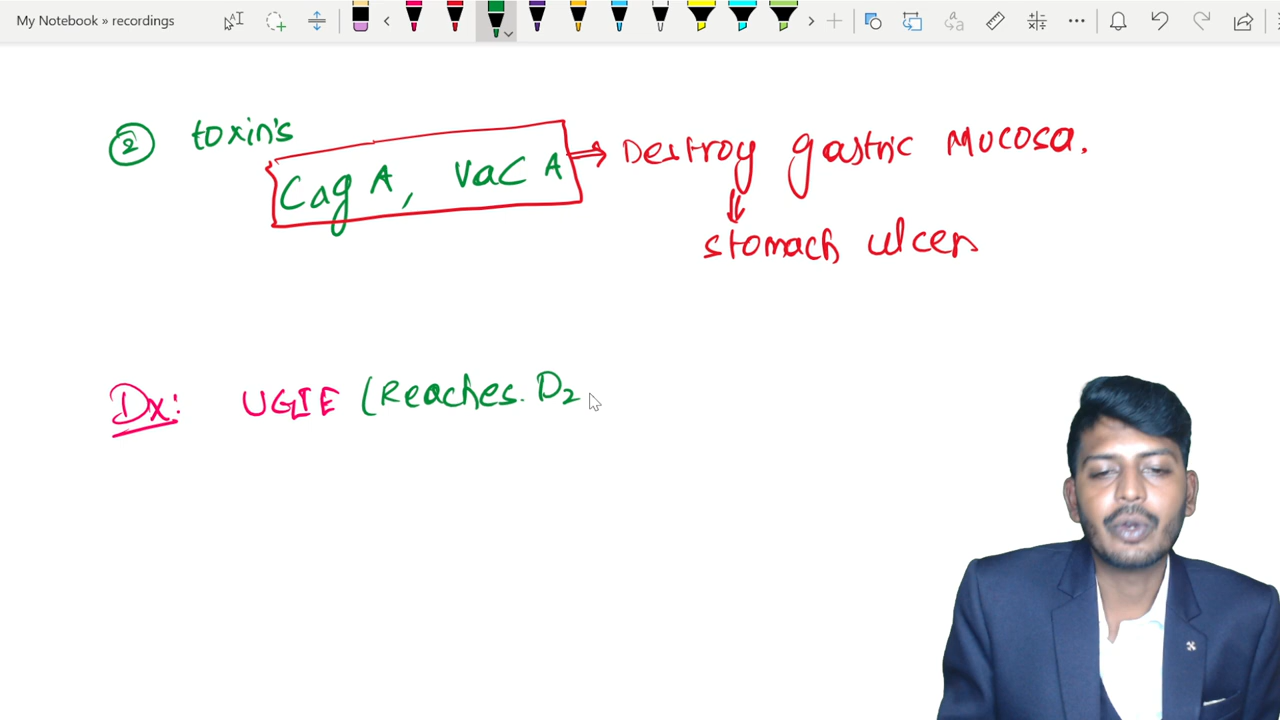 My Notebook » recordings
② toxin's
Cag A, Vac A ⇒ Destroy gastric Mucosa.
stomach ulcer
Dx: UGIE (Reaches. D2